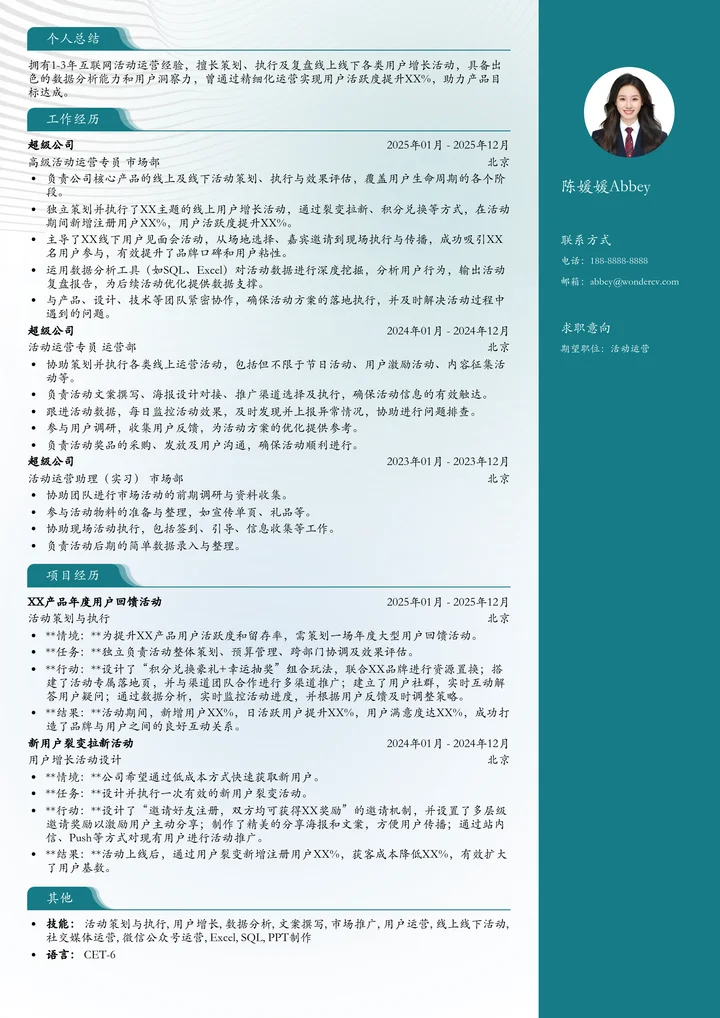 个人总结
拥有1-3年互联网活动运营经验，擅长策划、执行及复盘线上线下各类用户增长活动，具备出
色的数据分析能力和用户洞察力，曾通过精细化运营实现用户活跃度提升XX%，助力产品目
标达成。
工作经历
超级公司 2025年01月 - 2025年12月
高级活动运营专员 市场部 北京
• 负责公司核心产品的线上及线下活动策划、执行与效果评估，覆盖用户生命周期的各个阶
段。
• 独立策划并执行了XX主题的线上用户增长活动，通过裂变拉新、积分兑换等方式，在活动
期间新增注册用户XX%，用户活跃度提升XX%。
• 主导了XX线下用户见面会活动，从场地选择、嘉宾邀请到现场执行与传播，成功吸引XX
名用户参与，有效提升了品牌口碑和用户粘性。
• 运用数据分析工具（如SQL、Excel）对活动数据进行深度挖掘，分析用户行为，输出活动
复盘报告，为后续活动优化提供数据支撑。
• 与产品、设计、技术等团队紧密协作，确保活动方案的落地执行，并及时解决活动过程中
遇到的问题。
超级公司 2024年01月 - 2024年12月
活动运营专员 运营部 北京
• 协助策划并执行各类线上运营活动，包括但不限于节日活动、用户激励活动、内容征集活
动等。
• 负责活动文案撰写、海报设计对接、推广渠道选择及执行，确保活动信息的有效触达。
• 跟进活动数据，每日监控活动效果，及时发现并上报异常情况，协助进行问题排查。
• 参与用户调研，收集用户反馈，为活动方案的优化提供参考。
• 负责活动奖品的采购、发放及用户沟通，确保活动顺利进行。
超级公司 2023年01月 - 2023年12月
活动运营助理（实习） 市场部 北京
• 协助团队进行市场活动的前期调研与资料收集。
• 参与活动物料的准备与整理，如宣传单页、礼品等。
• 协助现场活动执行，包括签到、引导、信息收集等工作。
• 负责活动后期的简单数据录入与整理。
项目经历
XX产品年度用户回馈活动 2025年01月 - 2025年12月
活动策划与执行 北京
• **情境：**为提升XX产品用户活跃度和留存率，需策划一场年度大型用户回馈活动。
• **任务：**独立负责活动整体策划、预算管理、跨部门协调及效果评估。
• **行动：**设计了“积分兑换豪礼+幸运抽奖”组合玩法，联合XX品牌进行资源置换；搭
建了活动专属落地页，并与渠道团队合作进行多渠道推广；建立了用户社群，实时互动解
答用户疑问；通过数据分析，实时监控活动进度，并根据用户反馈及时调整策略。
• **结果：**活动期间，新增用户XX%，日活跃用户提升XX%，用户满意度达XX%，成功打
造了品牌与用户之间的良好互动关系。
新用户裂变拉新活动 2024年01月 - 2024年12月
用户增长活动设计 北京
• **情境：**公司希望通过低成本方式快速获取新用户。
• **任务：**设计并执行一次有效的新用户裂变活动。
• **行动：**设计了“邀请好友注册，双方均可获得XX奖励”的邀请机制，并设置了多层级
邀请奖励以激励用户主动分享；制作了精美的分享海报和文案，方便用户传播；通过站内
信、Push等方式对现有用户进行活动推广。
• **结果：**活动上线后，通过用户裂变新增注册用户XX%，获客成本降低XX%，有效扩大
了用户基数。
其他
• 技能： 活动策划与执行, 用户增长, 数据分析, 文案撰写, 市场推广, 用户运营, 线上线下活动,
社交媒体运营, 微信公众号运营, Excel, SQL, PPT制作
• 语言： CET-6
陈媛媛Abbey
联系方式
电话：188-8888-8888
邮箱：abbey@wondercv.com
求职意向
期望职位：活动运营